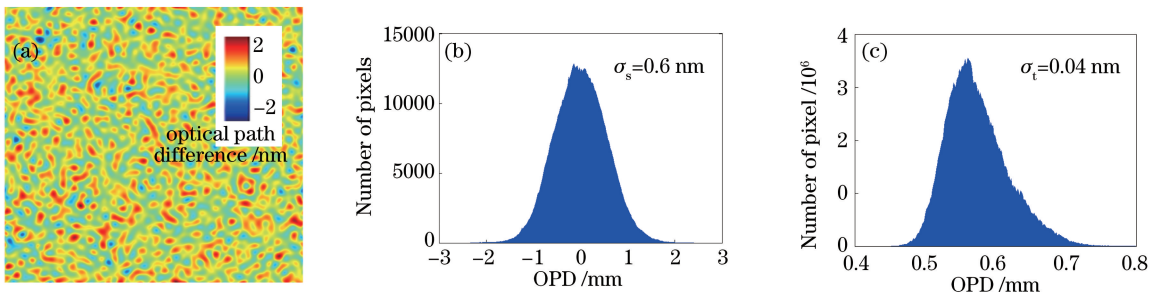 (a)
2
0
−2
optical path
difference /nm
(b)
σs=0.6 nm
Number of pixels
15000
10000
5000
0
−3 −2 −1 0 1 2 3
OPD /mm
(c)
σt=0.04 nm
Number of pixel /10⁶
4
3
2
0
0
0.4 0.5 0.6 0.7 0.8
OPD /mm